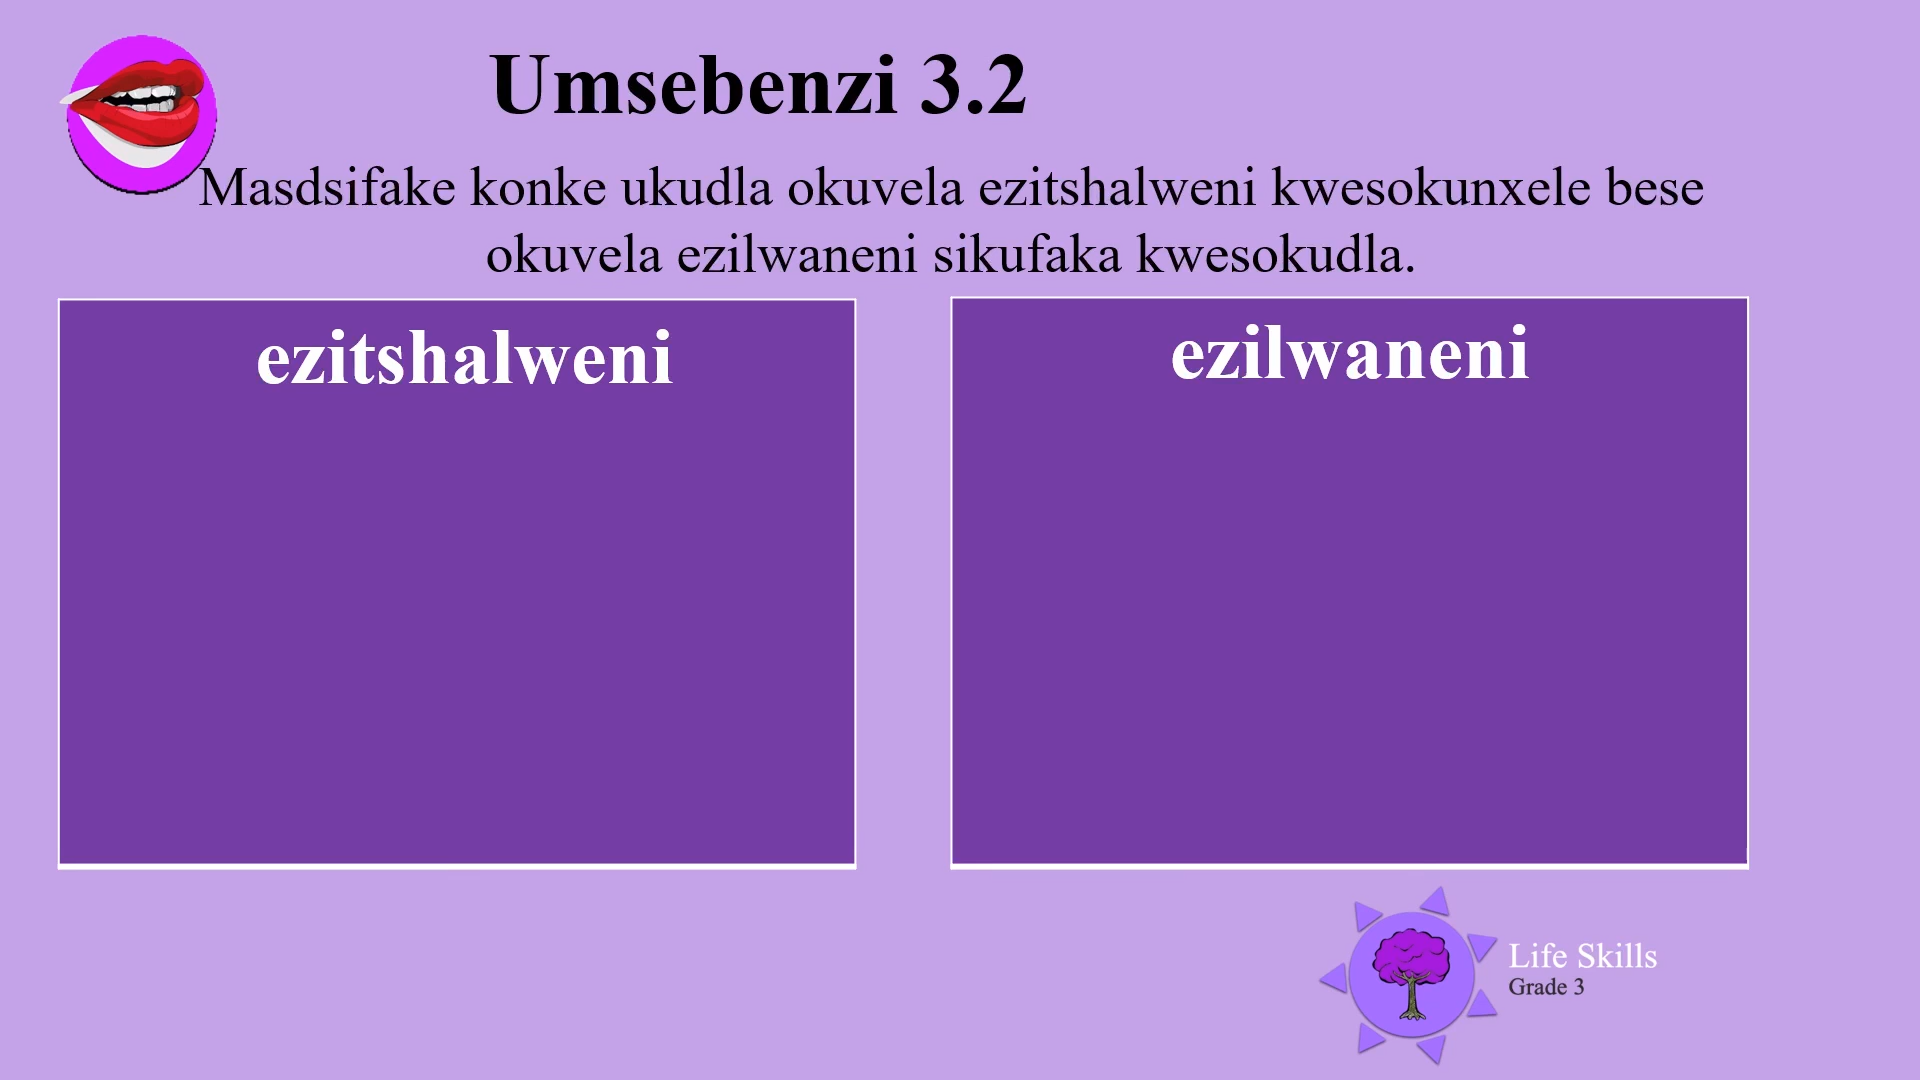 Umsebenzi 3.2
Masdsifake konke ukudla okuvela ezitshalweni kwesokunxele bese
okuvela ezilwaneni sikufaka kwesokudla.
ezitshalweni
ezilwaneni
Life Skills
Grade 3